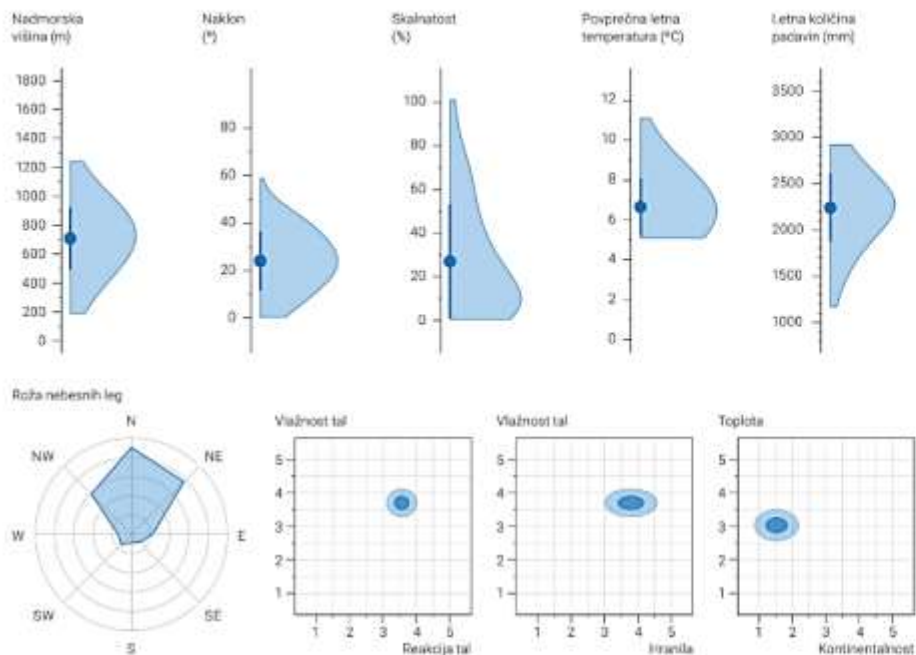 Nadmorska
višina (m)
Naklon
(º)
Skalnatost
(%)
Povprečna letna
temperatura (ºC)
Letna količina
padavin (mm)
1800
1600
1400
1200
1000
800
600
400
200
0
80
60
40
20
0
100
80
60
40
20
0
12
10
8
6
4
2
0
3500
3000
2500
2000
1500
1000
Roža nebesnih leg
N
NE
E
SE
S
SW
W
NW
Vlažnost tal
5
4
3
2
1
1 2 3 4 5
Reakcija tal
Vlažnost tal
5
4
3
2
1
1 2 3 4 5
Toplota
5
4
3
2
1
1 2 3 4 5
Kontinentalnost